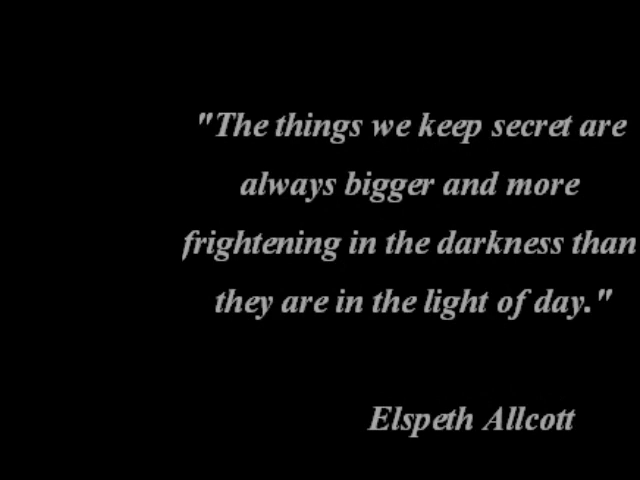 "The things we keep secret are
always bigger and more
frightening in the darkness than
they are in the light of day."
Elspeth Allcott